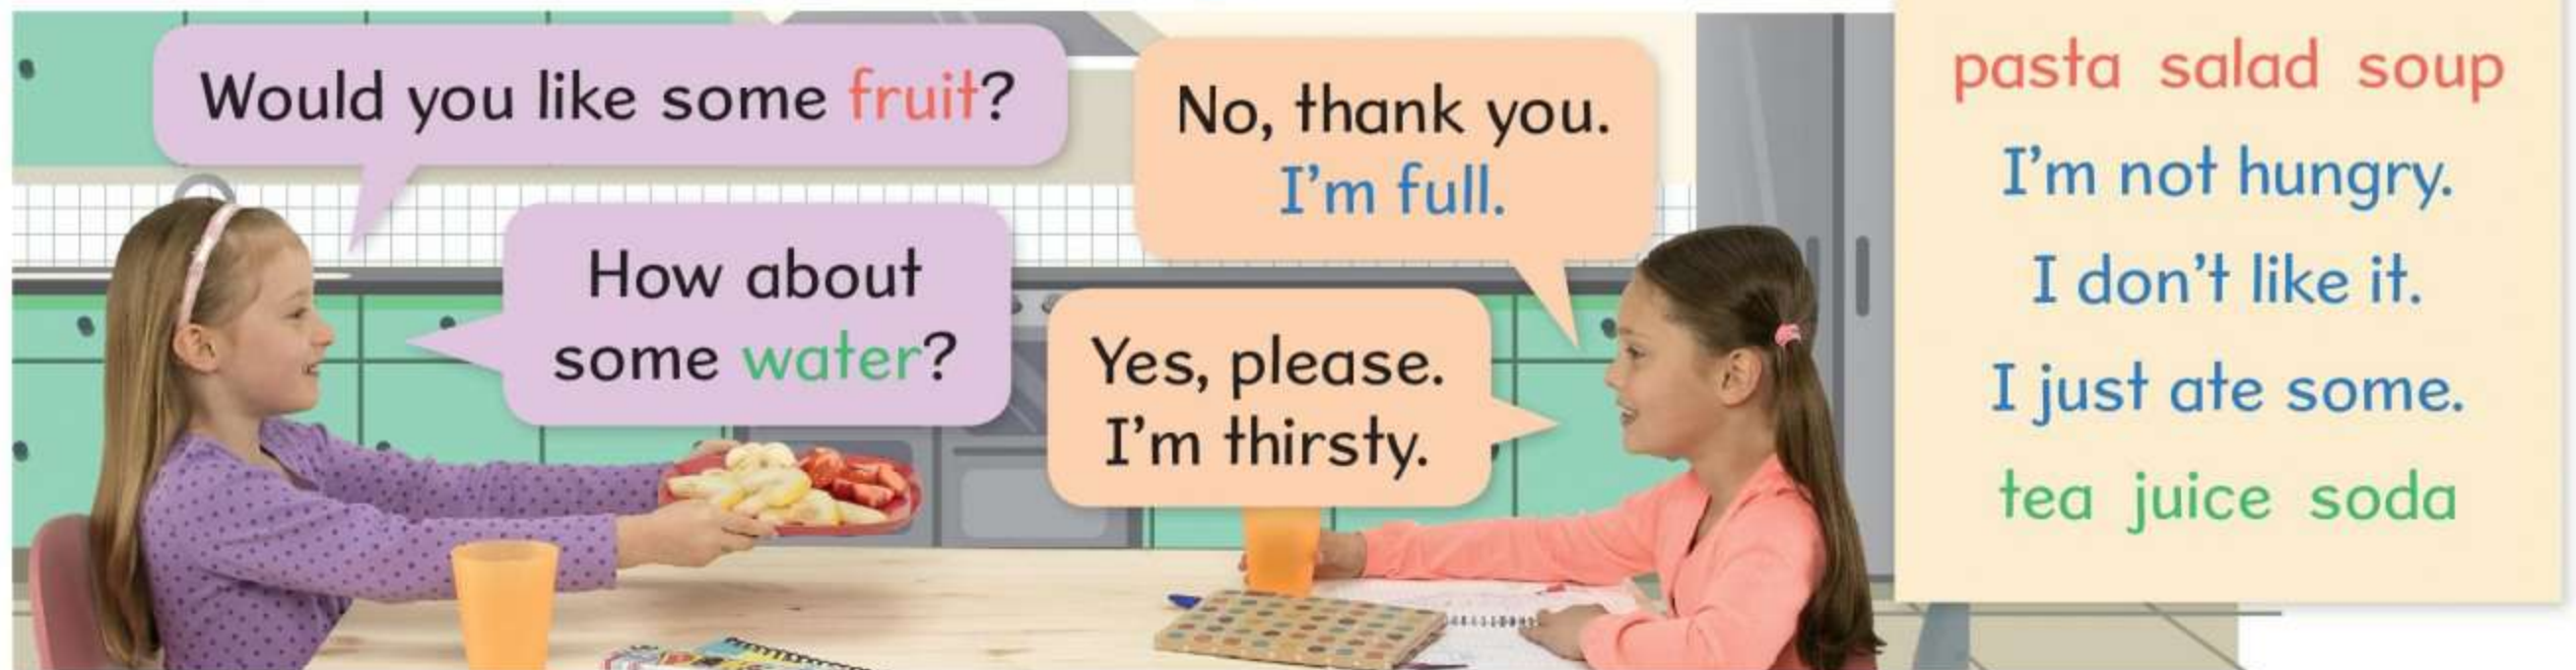 Would you like some fruit?
No, thank you.
I'm full.
How about
some water?
Yes, please.
I'm thirsty.
pasta salad soup
I'm not hungry.
I don't like it.
I just ate some.
tea juice soda